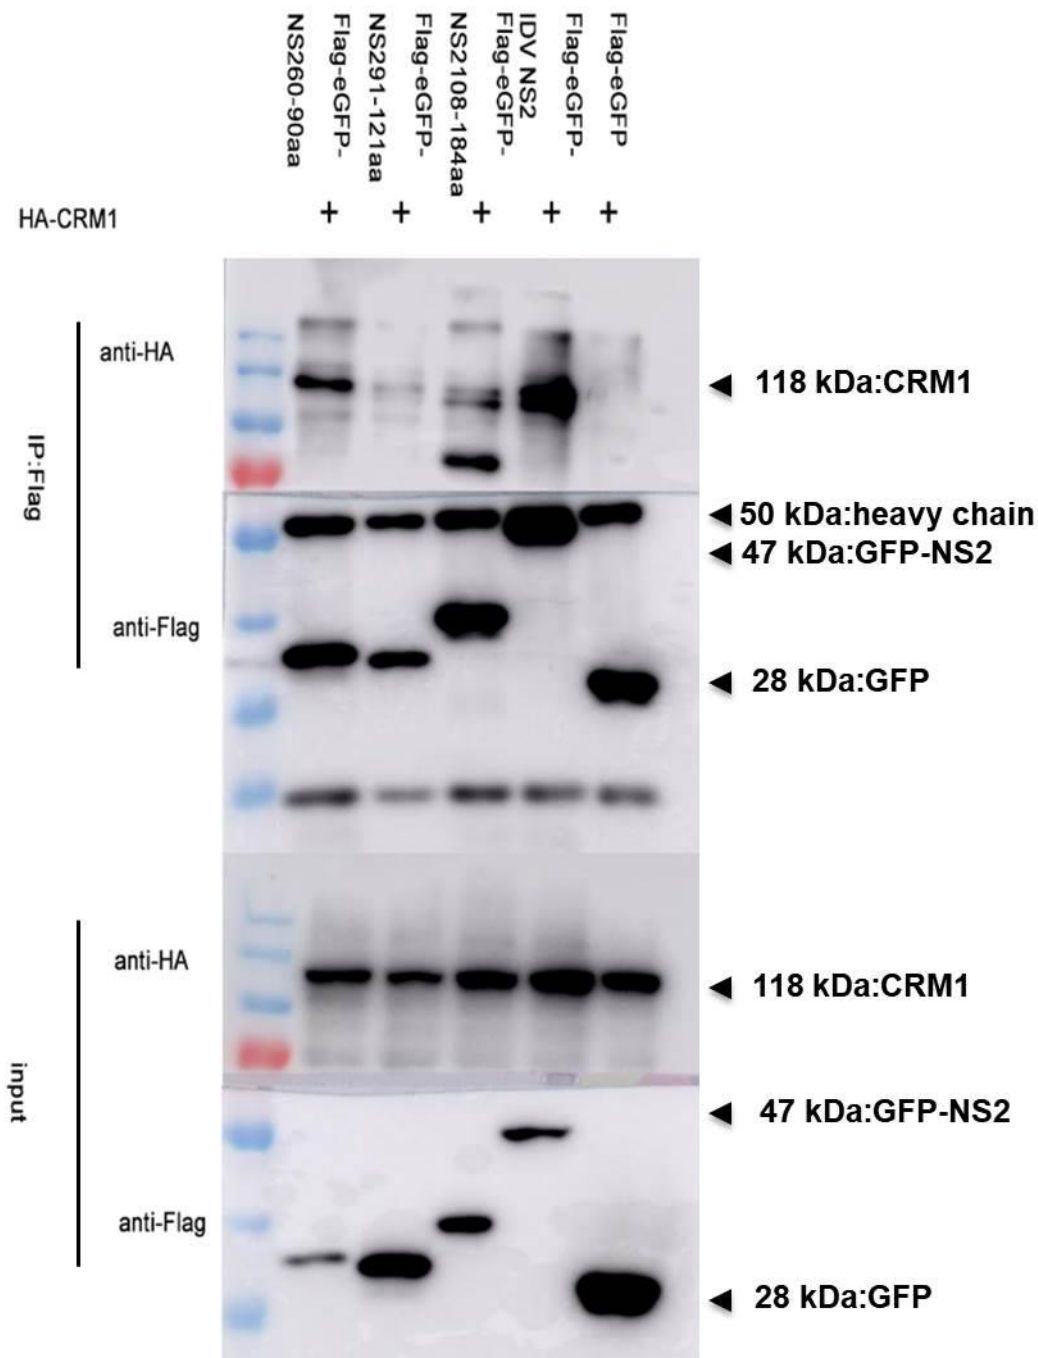 NS260-90aa
Flag-eGFP-
NS291-121aa
Flag-eGFP-
NS2108-184aa
Flag-eGFP-
IDV NS2
Flag-eGFP-
Flag-eGFP
HA-CRM1 + + + + +
IP:Flag
anti-HA
118 kDa:CRM1
50 kDa:heavy chain
47 kDa:GFP-NS2
anti-Flag
28 kDa:GFP
input
anti-HA
118 kDa:CRM1
47 kDa:GFP-NS2
anti-Flag
28 kDa:GFP